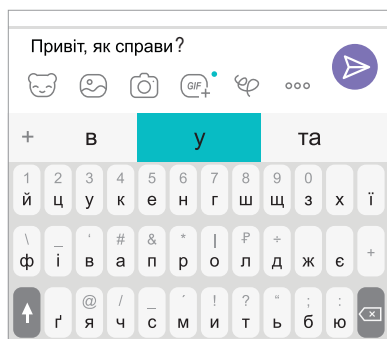 Привіт, як справи?
GIF
+ в у та
1 2 3 4 5 6 7 8 9 0
й ц у к е н г ш щ з х ї
\ _ ‘ # & * | ₽ ÷
ф і в а п р о л д ж є +
@ / _ ´ ! ? “ ; :
ґ я ч с м и т ь б ю